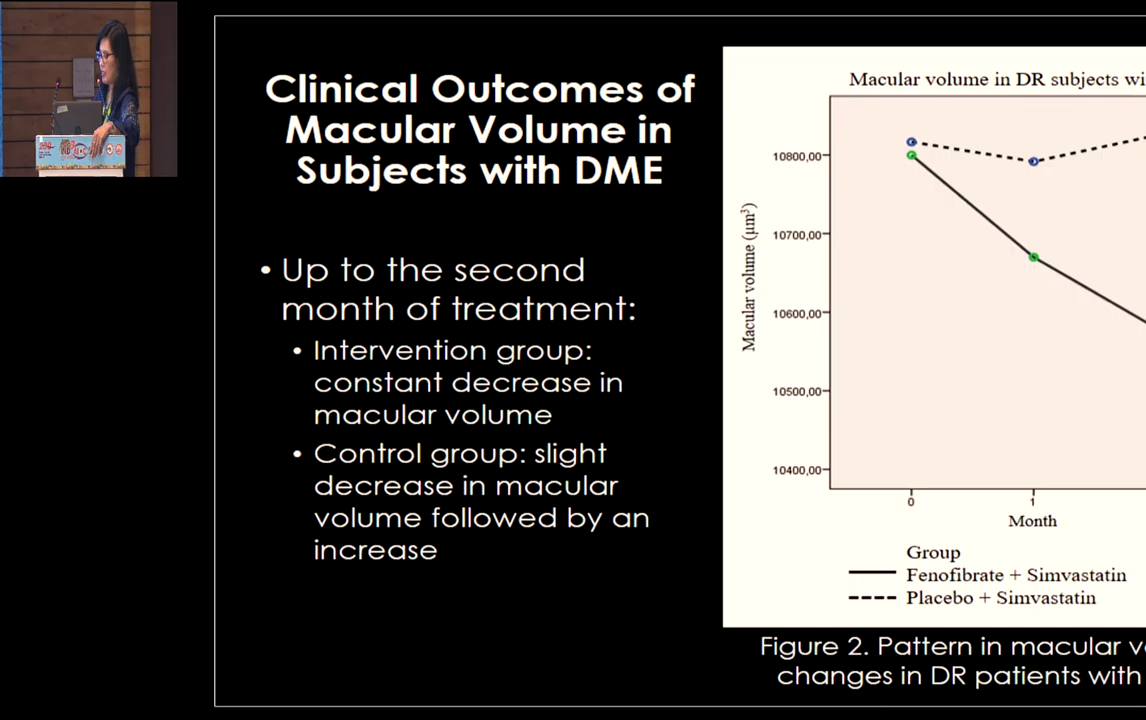 Clinical Outcomes of
Macular Volume in
Subjects with DME
• Up to the second
month of treatment:
• Intervention group:
constant decrease in
macular volume
• Control group: slight
decrease in macular
volume followed by an
increase
Macular volume in DR subjects wi
Macular volume (µm³)
10800,00
10700,00
10600,00
10500,00
10400,00
0
1
Month
Group
Fenofibrate + Simvastatin
Placebo + Simvastatin
Figure 2. Pattern in macular v
changes in DR patients with